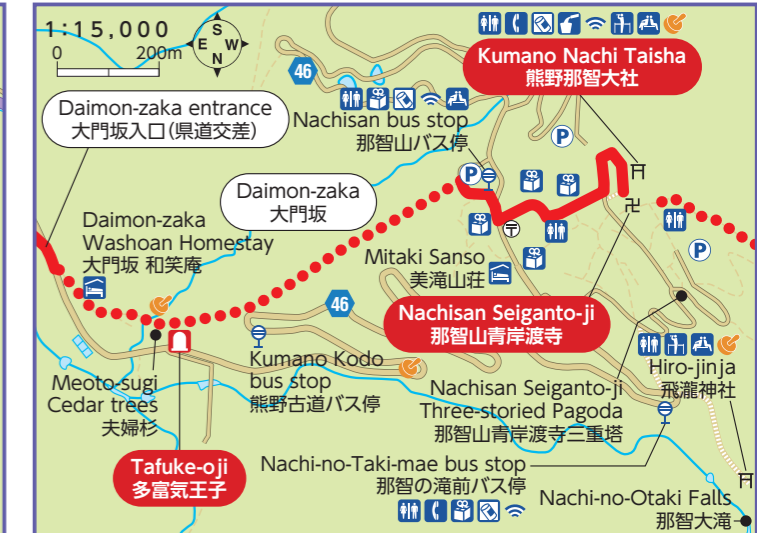 1:15,000
0 200m
S
E W
N
46
Kumano Nachi Taisha
熊野那智大社
Daimon-zaka entrance
大門坂入口(県道交差)
Nachisan bus stop
那智山バス停
P
P
Daimon-zaka
大門坂
Daimon-zaka
Washoan Homestay
大門坂 和笑庵
〒
卍
P
Mitaki Sanso
美滝山荘
46
Nachisan Seiganto-ji
那智山青岸渡寺
Meoto-sugi
Cedar trees
夫婦杉
Kumano Kodo
bus stop
熊野古道バス停
Nachisan Seiganto-ji
Three-storied Pagoda
那智山青岸渡寺三重塔
Hiro-jinja
飛瀧神社
Tafuke-oji
多富気王子
Nachi-no-Taki-mae bus stop
那智の滝前バス停
Nachi-no-Otaki Falls
那智大滝